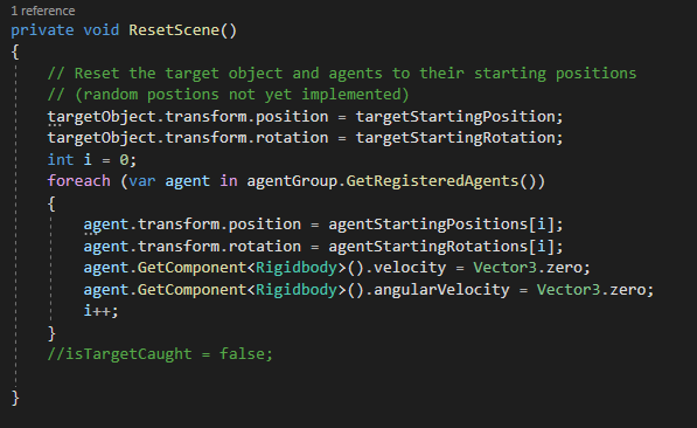 1 reference
private void ResetScene()
{
// Reset the target object and agents to their starting positions
// (random postions not yet implemented)
targetObject.transform.position = targetStartingPosition;
targetObject.transform.rotation = targetStartingRotation;
int i = 0;
foreach (var agent in agentGroup.GetRegisteredAgents())
{
agent.transform.position = agentStartingPositions[i];
agent.transform.rotation = agentStartingRotations[i];
agent.GetComponent<Rigidbody>().velocity = Vector3.zero;
agent.GetComponent<Rigidbody>().angularVelocity = Vector3.zero;
i++;
}
//isTargetCaught = false;
}